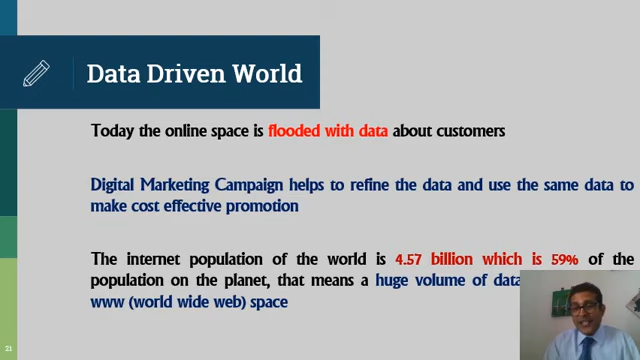 Data Driven World
Today the online space is flooded with data about customers
Digital Marketing Campaign helps to refine the data and use the same data to
make cost effective promotion
The internet population of the world is 4.57 billion which is 59% of the
population on the planet, that means a huge volume of data
www (world wide web) space
21